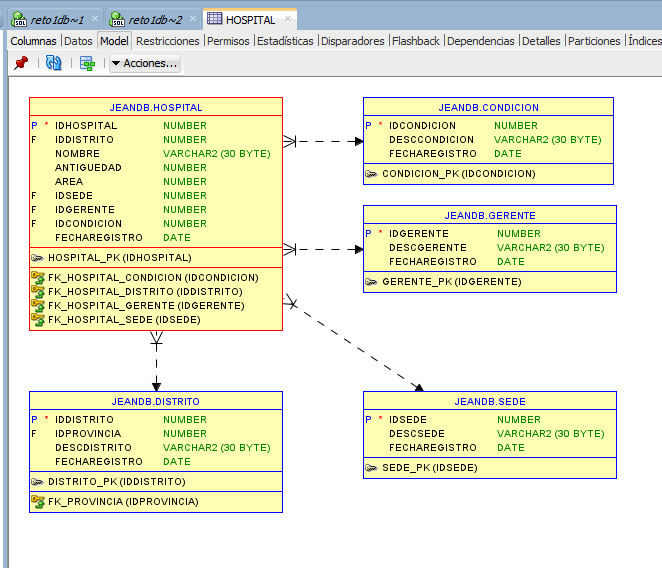 reto1db~1 reto1db~2 HOSPITAL
Columnas Datos Model Restricciones Permisos Estadísticas Disparadores Flashback Dependencias Detalles Particiones Índices
Acciones...
JEANDB.HOSPITAL
P * IDHOSPITAL NUMBER
F IDDISTRITO NUMBER
NOMBRE VARCHAR2 (30 BYTE)
ANTIGUEDAD NUMBER
AREA NUMBER
F IDSEDE NUMBER
F IDGERENTE NUMBER
F IDCONDICION NUMBER
FECHAREGISTRO DATE
HOSPITAL_PK (IDHOSPITAL)
FK_HOSPITAL_CONDICION (IDCONDICION)
FK_HOSPITAL_DISTRITO (IDDISTRITO)
FK_HOSPITAL_GERENTE (IDGERENTE)
FK_HOSPITAL_SEDE (IDSEDE)
JEANDB.CONDICION
P * IDCONDICION NUMBER
DESCCONDICION VARCHAR2 (30 BYTE)
FECHAREGISTRO DATE
CONDICION_PK (IDCONDICION)
JEANDB.GERENTE
P * IDGERENTE NUMBER
DESCGERENTE VARCHAR2 (30 BYTE)
FECHAREGISTRO DATE
GERENTE_PK (IDGERENTE)
JEANDB.DISTRITO
P * IDDISTRITO NUMBER
F IDPROVINCIA NUMBER
DESCDISTRITO VARCHAR2 (30 BYTE)
FECHAREGISTRO DATE
DISTRITO_PK (IDDISTRITO)
FK_PROVINCIA (IDPROVINCIA)
JEANDB.SEDE
P * IDSEDE NUMBER
DESCSEDE VARCHAR2 (30 BYTE)
FECHAREGISTRO DATE
SEDE_PK (IDSEDE)